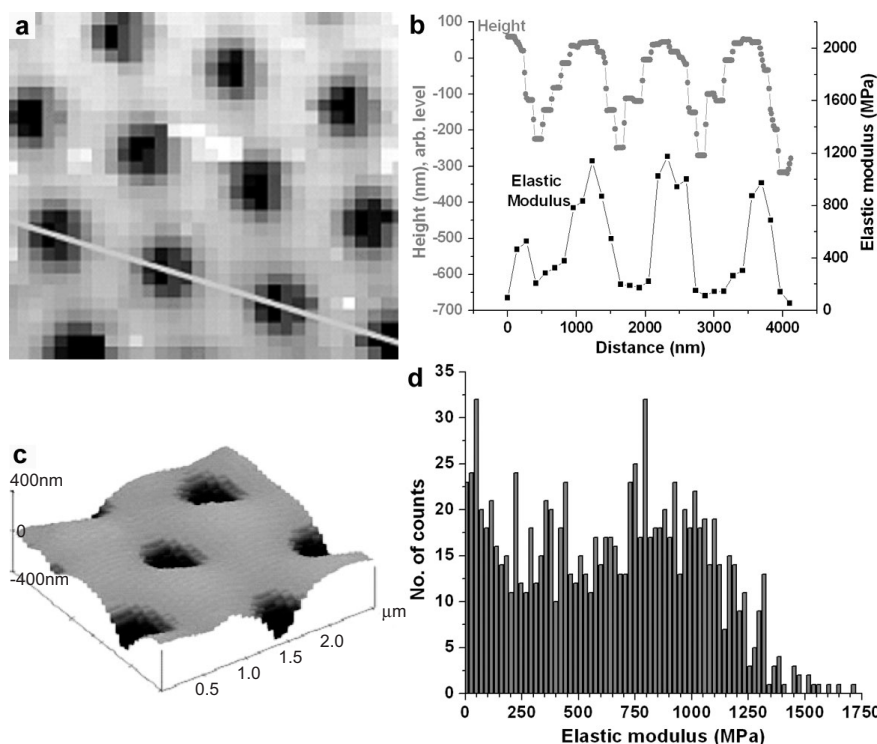 a
b
Height
Height (nm), arb. level
100
0
-100
-200
-300
-400
-500
-600
-700
Elastic
Modulus
2000
1600
1200
800
400
0
Elastic modulus (MPa)
0 1000 2000 3000 4000
Distance (nm)
c
400nm
0
-400nm
0.5 1.0 1.5 2.0 μm
d
No. of counts
35
30
25
20
15
10
5
0
0 250 500 750 1000 1250 1500 1750
Elastic modulus (MPa)